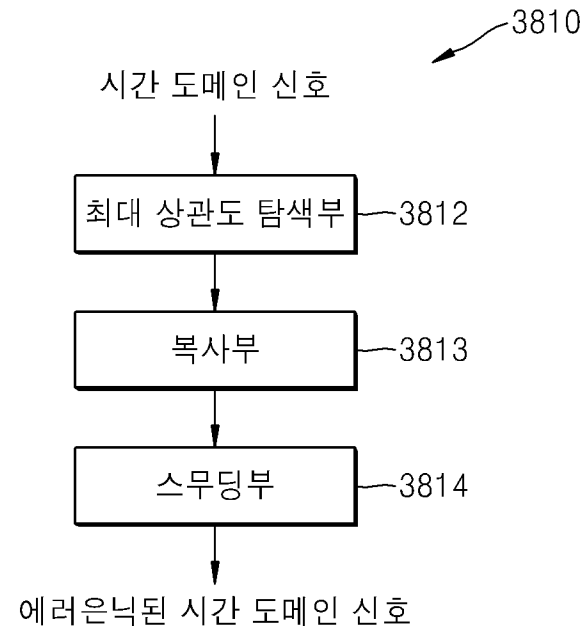 3810
시간 도메인 신호
최대 상관도 탐색부 3812
복사부 3813
스무딩부 3814
에러은닉된 시간 도메인 신호